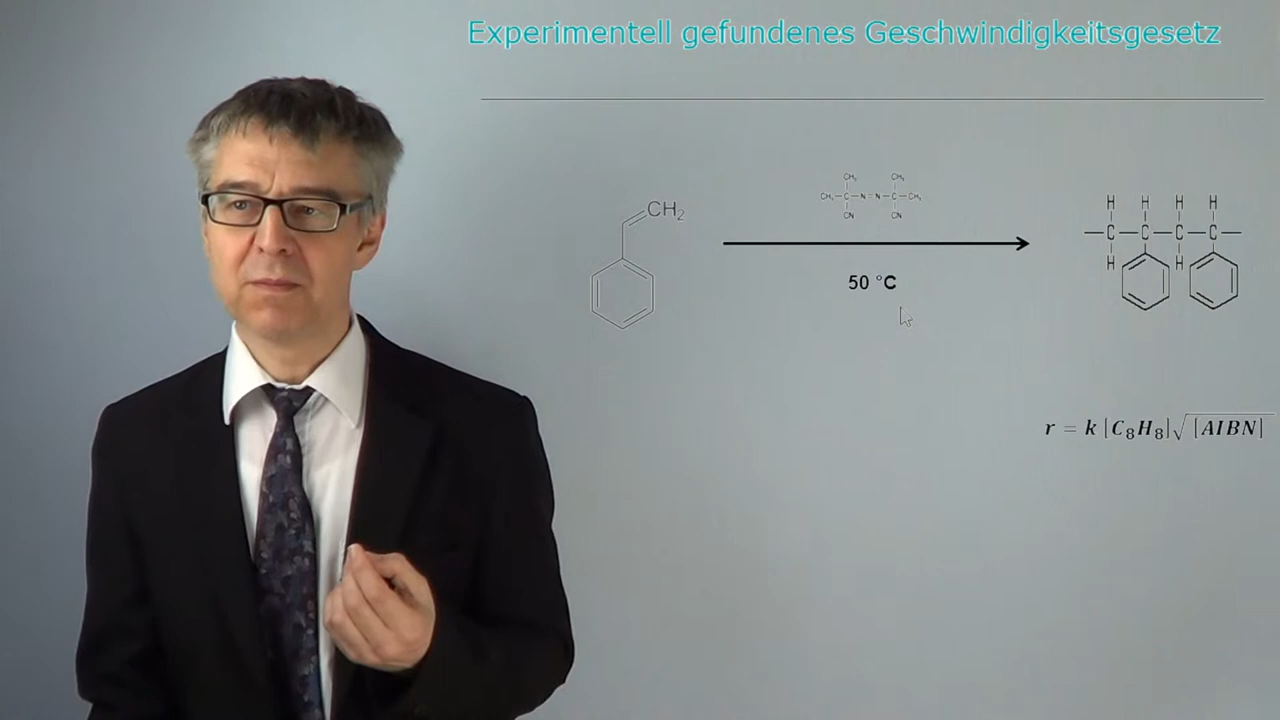 Experimentell gefundenes Geschwindigkeitsgesetz
CH₃ CH₃
CH₃—C—N=N—C—CH₃
CN CN
CH₂
50 °C
H H H H
—C—C—C—C—
H H
r = k [C₈H₈]√[AIBN]